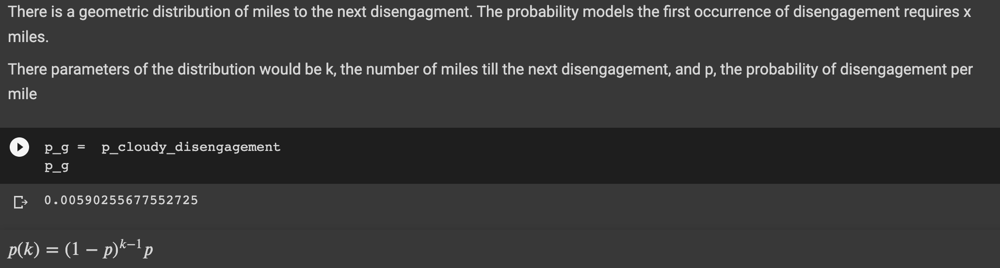 There is a geometric distribution of miles to the next disengagment. The probability models the first occurrence of disengagement requires x
miles.
There parameters of the distribution would be k, the number of miles till the next disengagement, and p, the probability of disengagement per
mile
p_g =  p_cloudy_disengagement
p_g
0.00590255677552725
p(k) = (1 − p)^{k−1}p